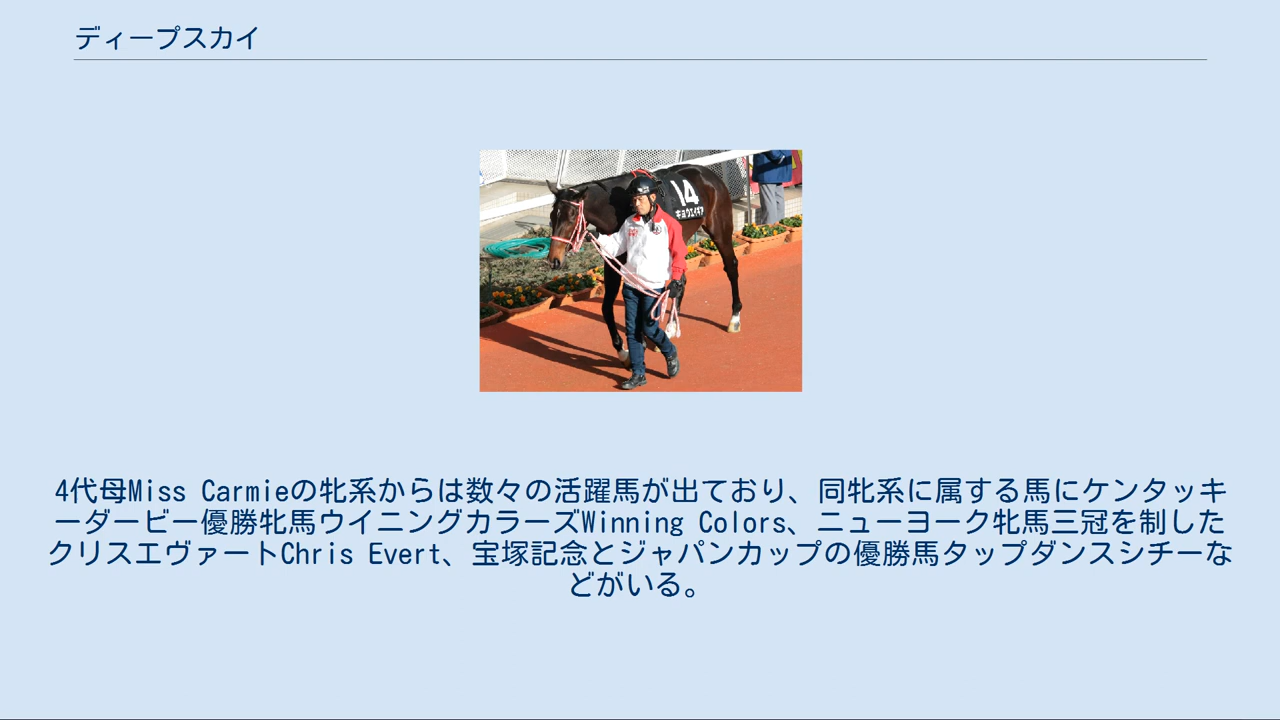 ディープスカイ
14
キョウエイギア
4代母Miss Carmieの牝系からは数々の活躍馬が出ており、同牝系に属する馬にケンタッキ
ーダービー優勝牝馬ウイニングカラーズWinning Colors、ニューヨーク牝馬三冠を制した
クリスエヴァートChris Evert、宝塚記念とジャパンカップの優勝馬タップダンスシチーな
どがいる。